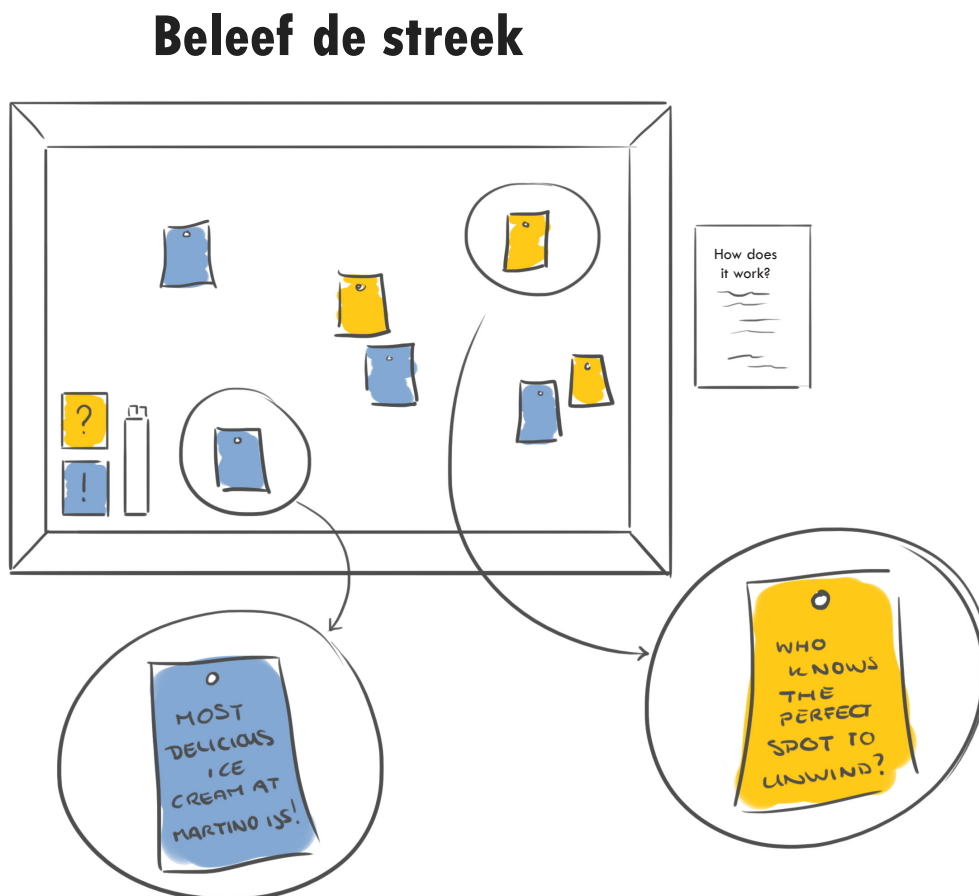 Beleef de streek
How does
it work?
?
!
MOST
DELICIOUS
ICE
CREAM AT
MARTINO IJS!
WHO
KNOWS
THE
PERFECT
SPOT TO
UNWIND?